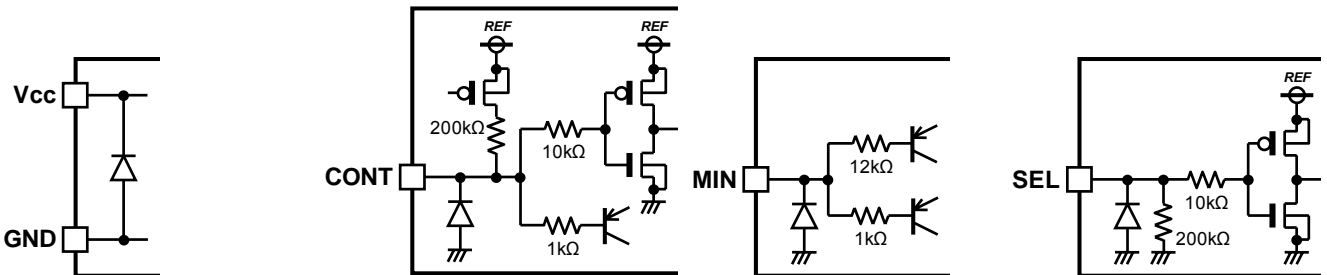 Vcc
GND
REF
REF
200kΩ
10kΩ
CONT
1kΩ
MIN
12kΩ
1kΩ
REF
SEL
10kΩ
200kΩ